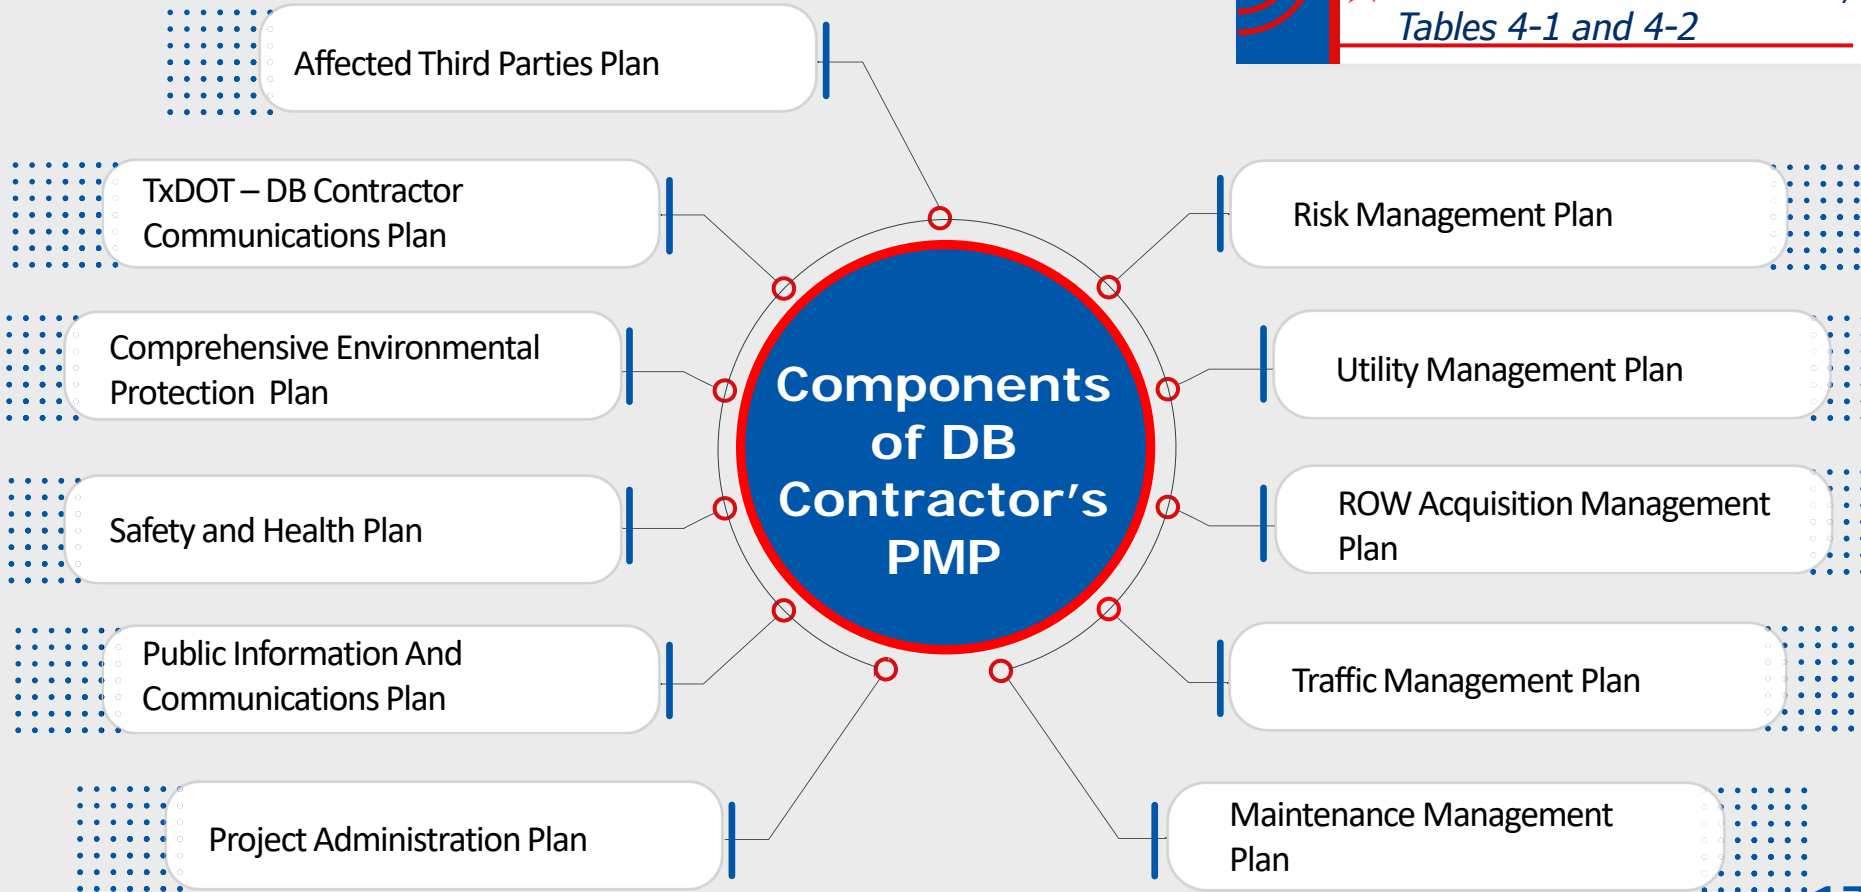 Tables 4-1 and 4-2
Affected Third Parties Plan
TxDOT – DB Contractor
Communications Plan
Comprehensive Environmental
Protection  Plan
Safety and Health Plan
Public Information And
Communications Plan
Project Administration Plan
Components
of DB
Contractor’s
PMP
Risk Management Plan
Utility Management Plan
ROW Acquisition Management
Plan
Traffic Management Plan
Maintenance Management
Plan